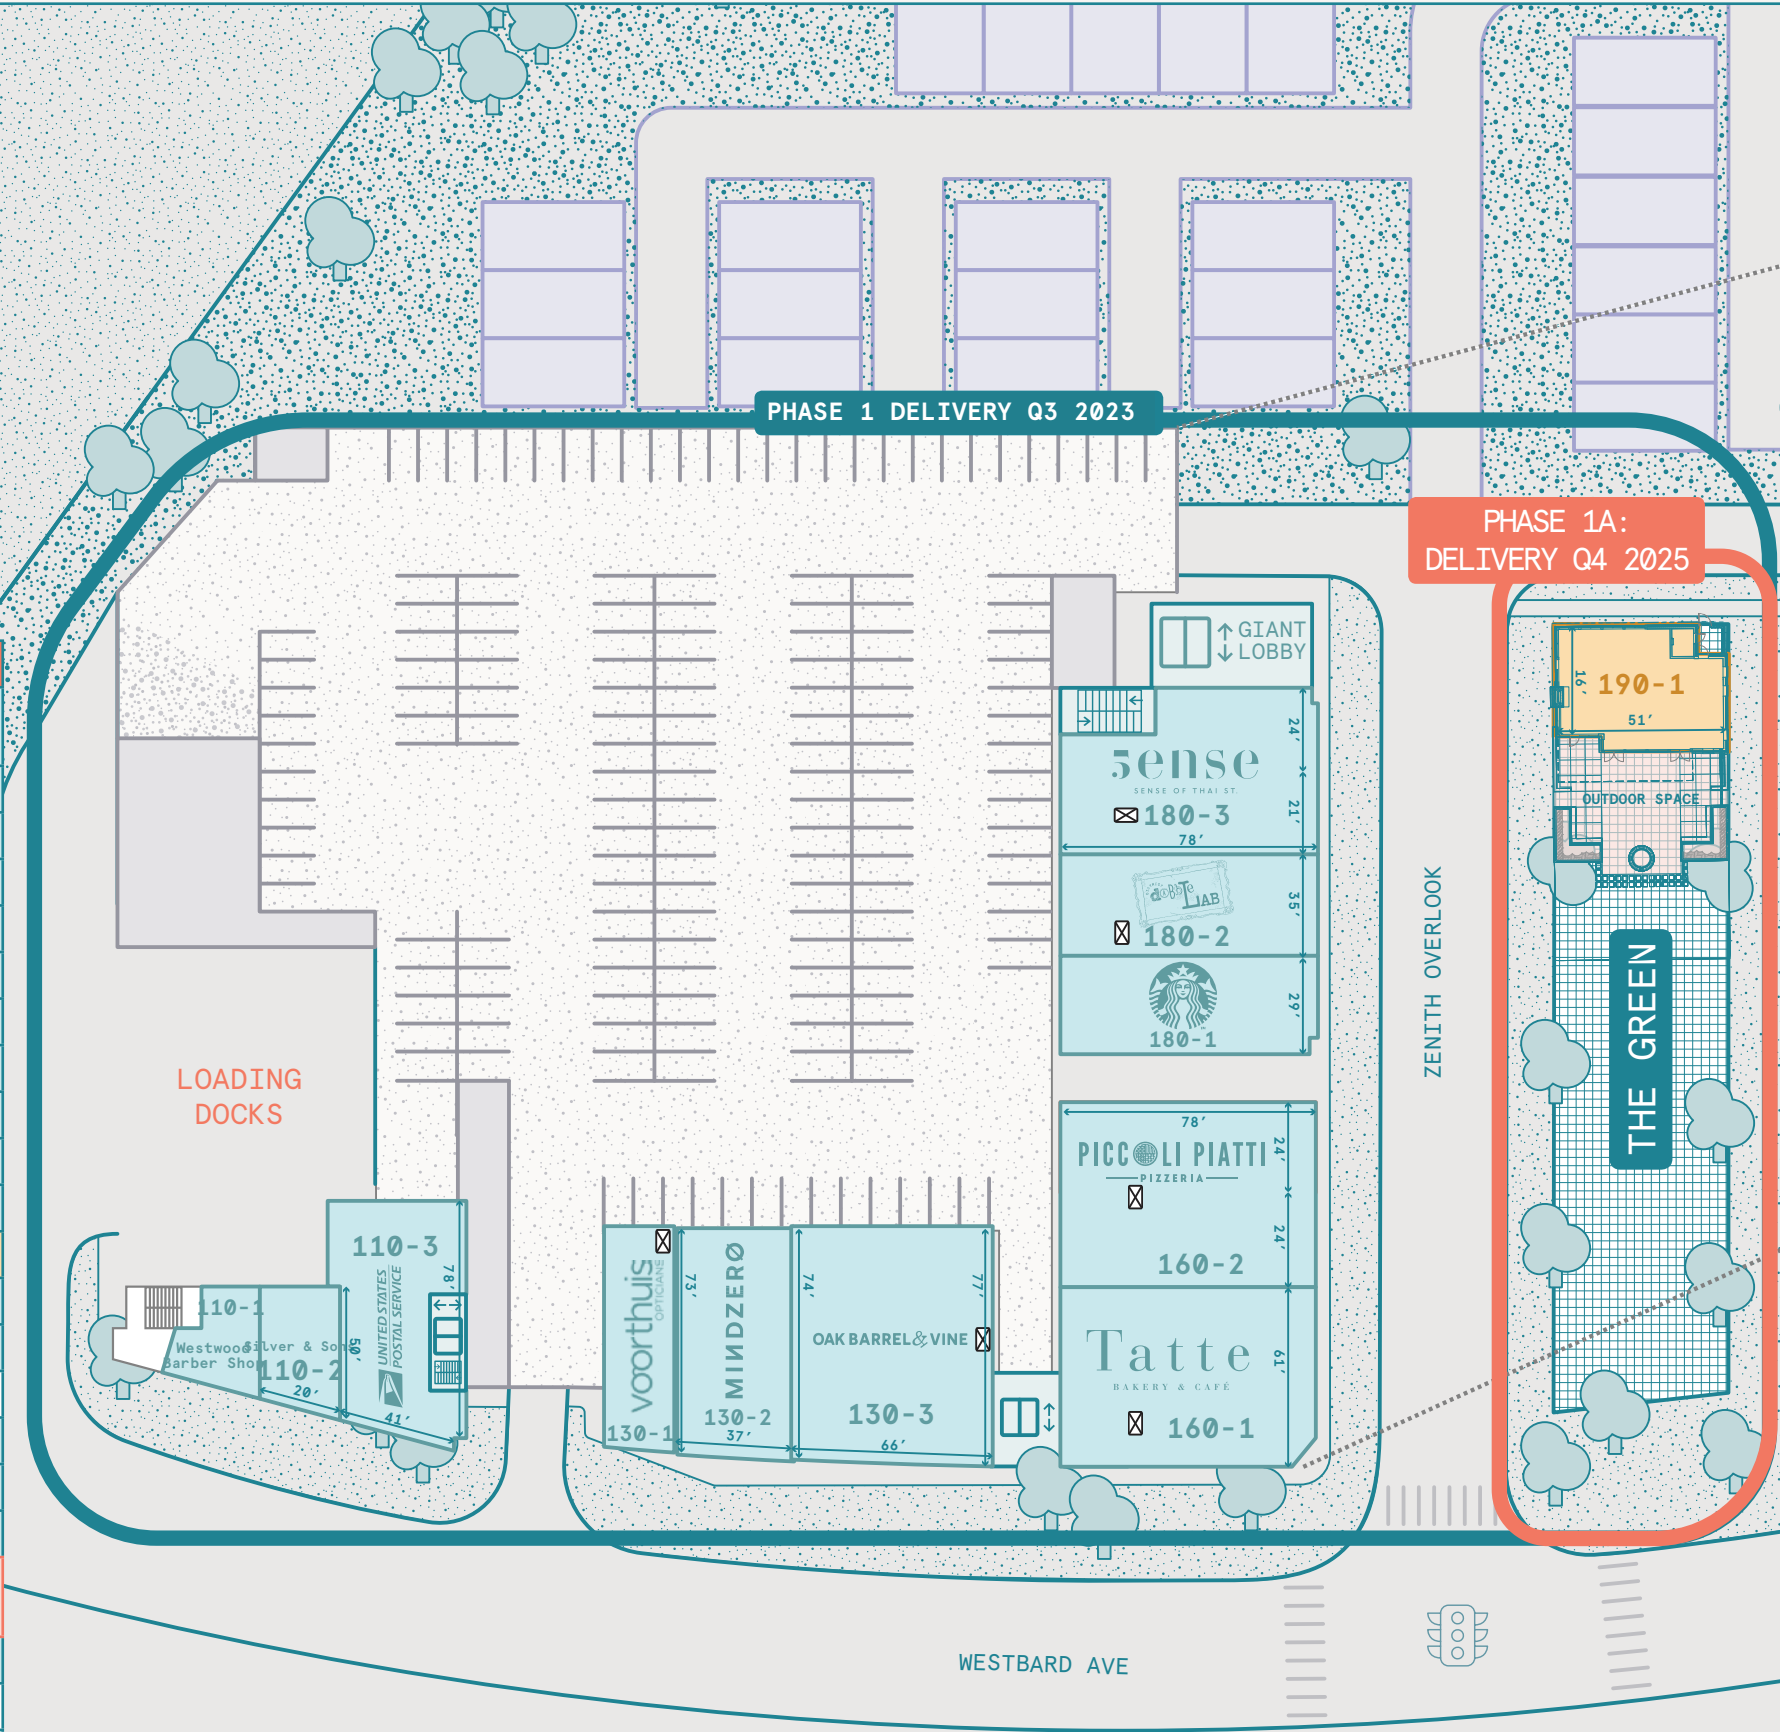 PHASE 1 DELIVERY Q3 2023
PHASE 1A:
DELIVERY Q4 2025
GIANT
LOBBY
24′
5ense
SENSE OF THAI ST.
180-3
21′
78′
16′
190-1
51′
OUTDOOR SPACE
LAB
180-2
35′
180-1
29′
ZENITH OVERLOOK
THE GREEN
LOADING
DOCKS
78′
PICCOLI PIATTI
PIZZERIA
24′
24′
160-2
Tatte
BAKERY & CAFÉ
61′
160-1
110-3
78′
UNITED STATES
POSTAL SERVICE
110-1
Westwood
Barber Shop
Silver & Sons
110-2
50′
20′
41′
voorthuis
OPTICIANS
130-1
73′
MINDZERØ
130-2
37′
74′
77′
OAK BARREL & VINE
130-3
66′
WESTBARD AVE